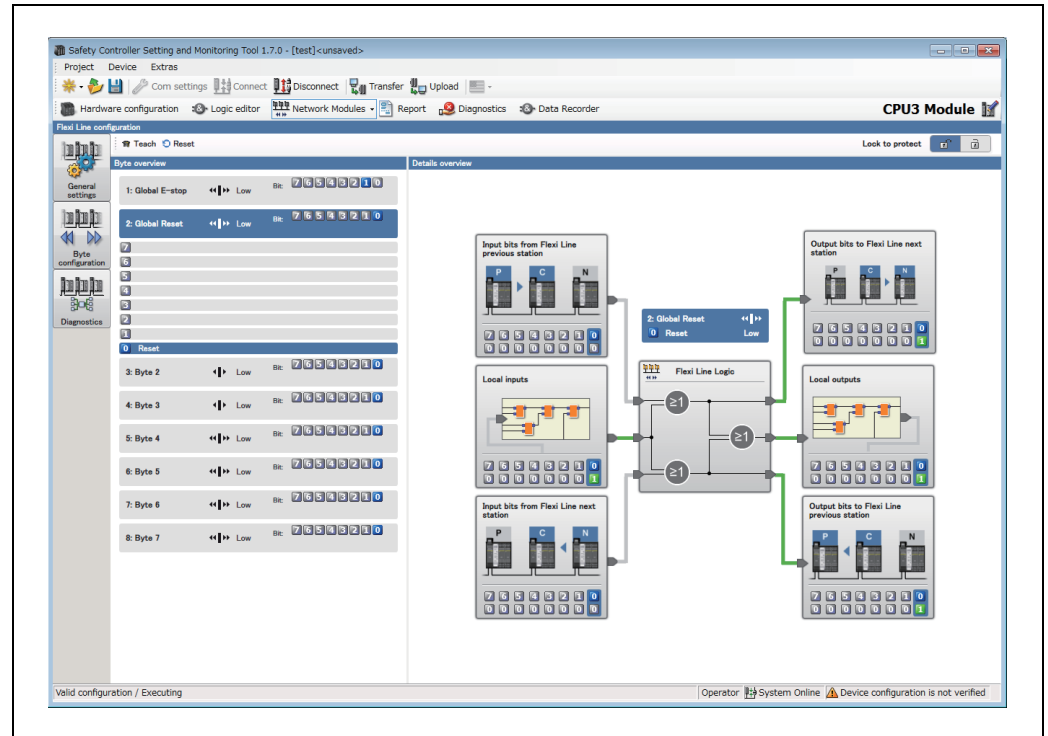 Safety Controller Setting and Monitoring Tool 1.7.0 - [test]<unsaved>
Project Device Extras
Com settings Connect Disconnect Transfer Upload
Hardware configuration Logic editor Network Modules Report Diagnostics Data Recorder CPU3 Module
Flexi Line configuration
Teach Reset Lock to protect
General settings
Byte configuration
Diagnostics
Byte overview
1: Global E-stop Low Bit: 7 6 5 4 3 2 1 0
2: Global Reset Low Bit: 7 6 5 4 3 2 1 0
7
6
5
4
3
2
1
0 Reset
3: Byte 2 Low Bit: 7 6 5 4 3 2 1 0
4: Byte 3 Low Bit: 7 6 5 4 3 2 1 0
5: Byte 4 Low Bit: 7 6 5 4 3 2 1 0
6: Byte 5 Low Bit: 7 6 5 4 3 2 1 0
7: Byte 6 Low Bit: 7 6 5 4 3 2 1 0
8: Byte 7 Low Bit: 7 6 5 4 3 2 1 0
Details overview
Input bits from Flexi Line
previous station
P C N
7 6 5 4 3 2 1 0
0 0 0 0 0 0 0 0
Local inputs
7 6 5 4 3 2 1 0
0 0 0 0 0 0 0 1
Input bits from Flexi Line next
station
P C N
7 6 5 4 3 2 1 0
0 0 0 0 0 0 0 0
2: Global Reset
0 Reset Low
Flexi Line Logic
≥1
≥1
≥1
Output bits to Flexi Line next
station
P C N
7 6 5 4 3 2 1 0
0 0 0 0 0 0 0 1
Local outputs
7 6 5 4 3 2 1 0
0 0 0 0 0 0 0 1
Output bits to Flexi Line
previous station
P C N
7 6 5 4 3 2 1 0
0 0 0 0 0 0 0 1
Valid configuration / Executing Operator System Online Device configuration is not verified